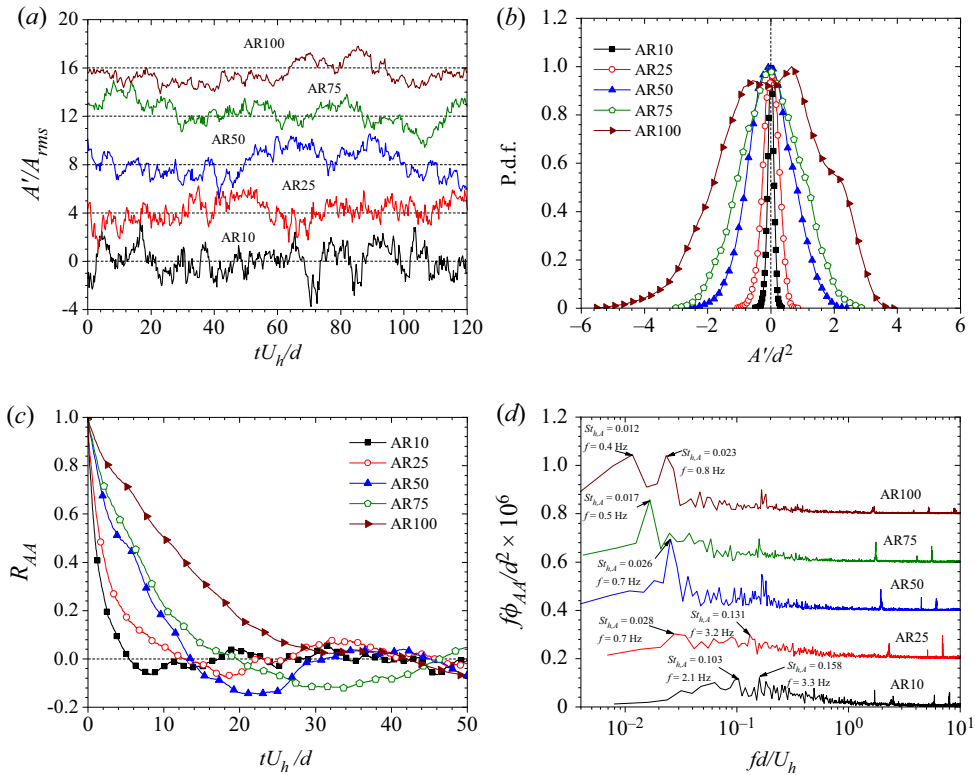 (a)
AR100
AR75
AR50
AR25
AR10
20
16
12
8
4
0
−4
A′/A_rms
0 20 40 60 80 100 120
tU_h/d
(b)
AR10
AR25
AR50
AR75
AR100
1.2
1.0
0.8
0.6
0.4
0.2
0
P.d.f.
−6 −4 −2 0 2 4 6
A′/d²
(c)
AR10
AR25
AR50
AR75
AR100
1.0
0.8
0.6
0.4
0.2
0.0
−0.2
R_AA
0 10 20 30 40 50
tU_h/d
(d)
St_h,A = 0.012
f = 0.4 Hz
St_h,A = 0.023
f = 0.8 Hz
AR100
St_h,A = 0.017
f = 0.5 Hz
AR75
St_h,A = 0.026
f = 0.7 Hz
AR50
St_h,A = 0.028
f = 0.7 Hz
St_h,A = 0.131
f = 3.2 Hz
AR25
St_h,A = 0.103
f = 2.1 Hz
St_h,A = 0.158
f = 3.3 Hz
AR10
1.2
1.0
0.8
0.6
0.4
0.2
0
fϕ_AA/d² × 10⁶
10⁻² 10⁻¹ 10⁰ 10¹
fd/U_h